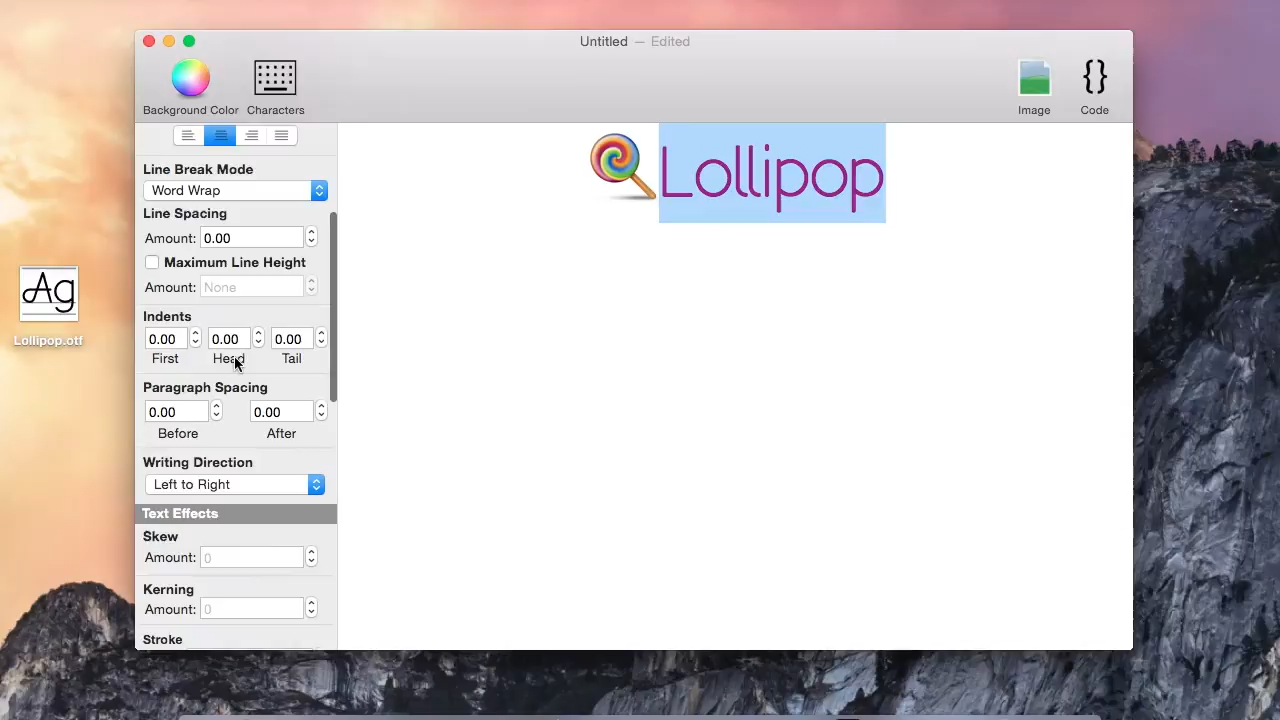 Untitled — Edited
Background Color
Characters
Image
{}
Code
Line Break Mode
Word Wrap
Line Spacing
Amount: 0.00
Maximum Line Height
Amount: None
Indents
0.00 0.00 0.00
First Head Tail
Paragraph Spacing
0.00 0.00
Before After
Writing Direction
Left to Right
Text Effects
Skew
Amount: 0
Kerning
Amount: 0
Stroke
Lollipop
Ag
Lollipop.otf